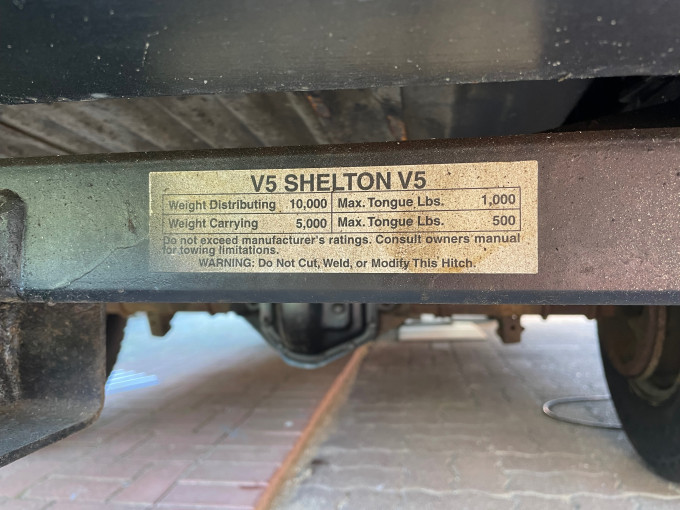 V5 SHELTON V5
Weight Distributing 10,000 Max. Tongue Lbs. 1,000
Weight Carrying 5,000 Max. Tongue Lbs. 500
Do not exceed manufacturer's ratings. Consult owners manual
for towing limitations.
WARNING: Do Not Cut, Weld, or Modify This Hitch.